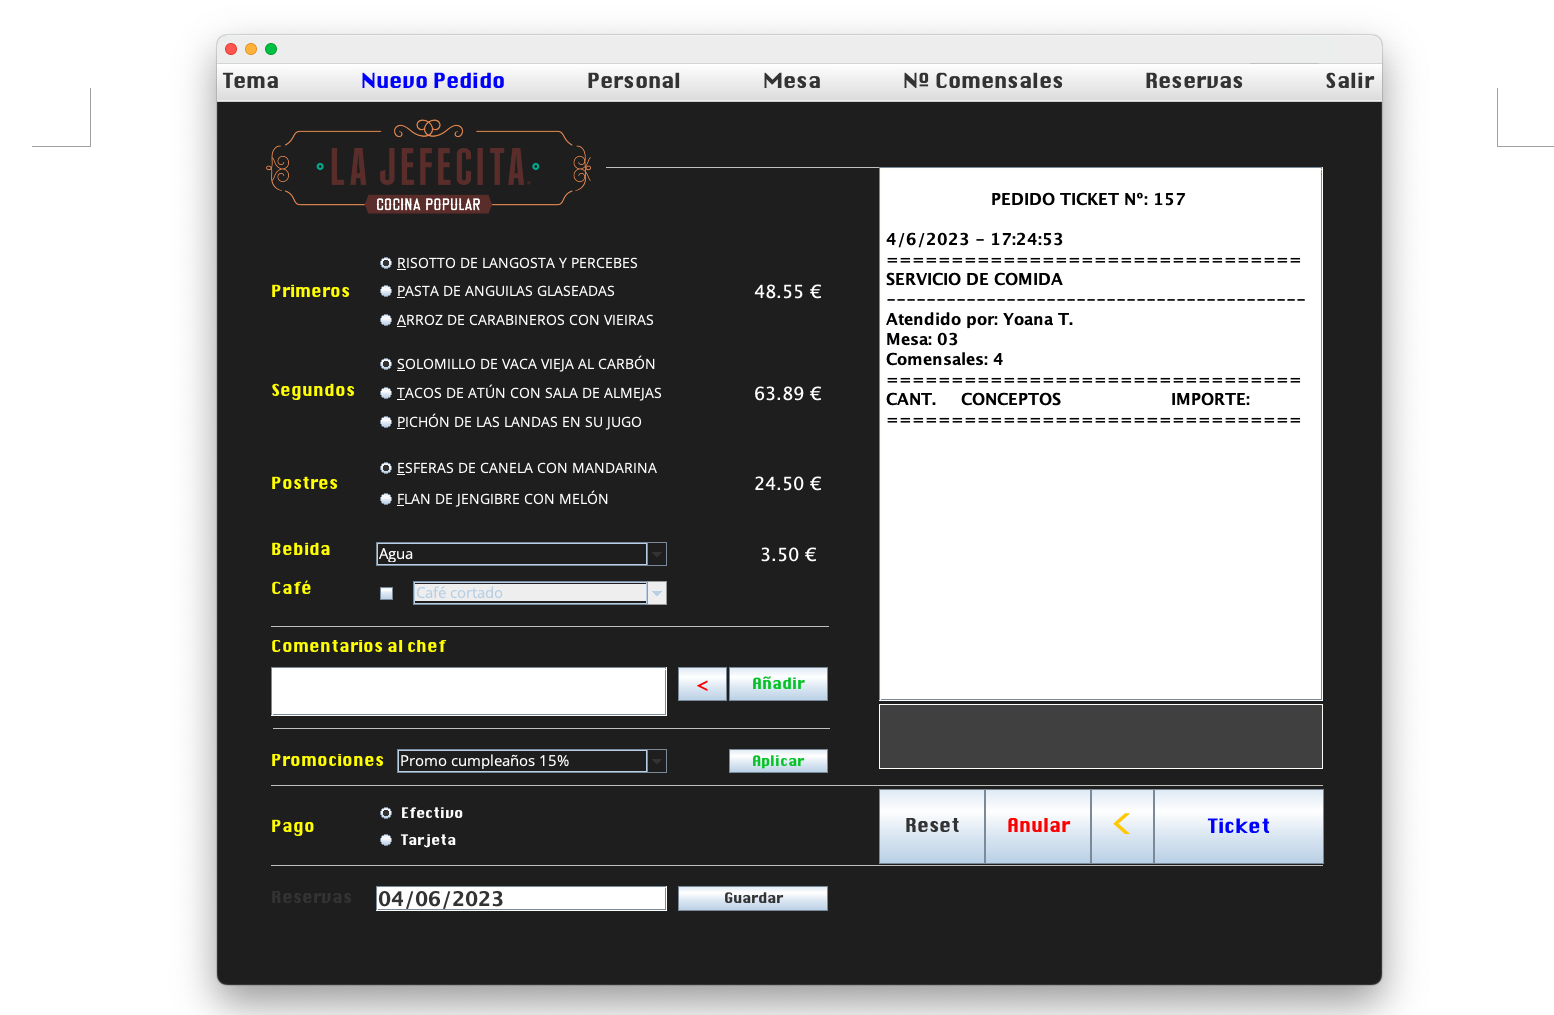 Tema Nuevo Pedido Personal Mesa Nº Comensales Reservas Salir
LA JEFECITA
COCINA POPULAR
Primeros
RISOTTO DE LANGOSTA Y PERCEBES
PASTA DE ANGUILAS GLASEADAS
ARROZ DE CARABINEROS CON VIEIRAS
48.55 €
Segundos
SOLOMILLO DE VACA VIEJA AL CARBÓN
TACOS DE ATÚN CON SALA DE ALMEJAS
PICHÓN DE LAS LANDAS EN SU JUGO
63.89 €
Postres
ESFERAS DE CANELA CON MANDARINA
FLAN DE JENGIBRE CON MELÓN
24.50 €
Bebida
Agua
3.50 €
Café
Café cortado
Comentarios al chef
< Añadir
Promociones
Promo cumpleaños 15%
Aplicar
Pago
Efectivo
Tarjeta
Reservas
04/06/2023
Guardar
PEDIDO TICKET Nº: 157
4/6/2023 - 17:24:53
================================
SERVICIO DE COMIDA
------------------------------------------
Atendido por: Yoana T.
Mesa: 03
Comensales: 4
================================
CANT. CONCEPTOS IMPORTE:
================================
Reset Anular < Ticket